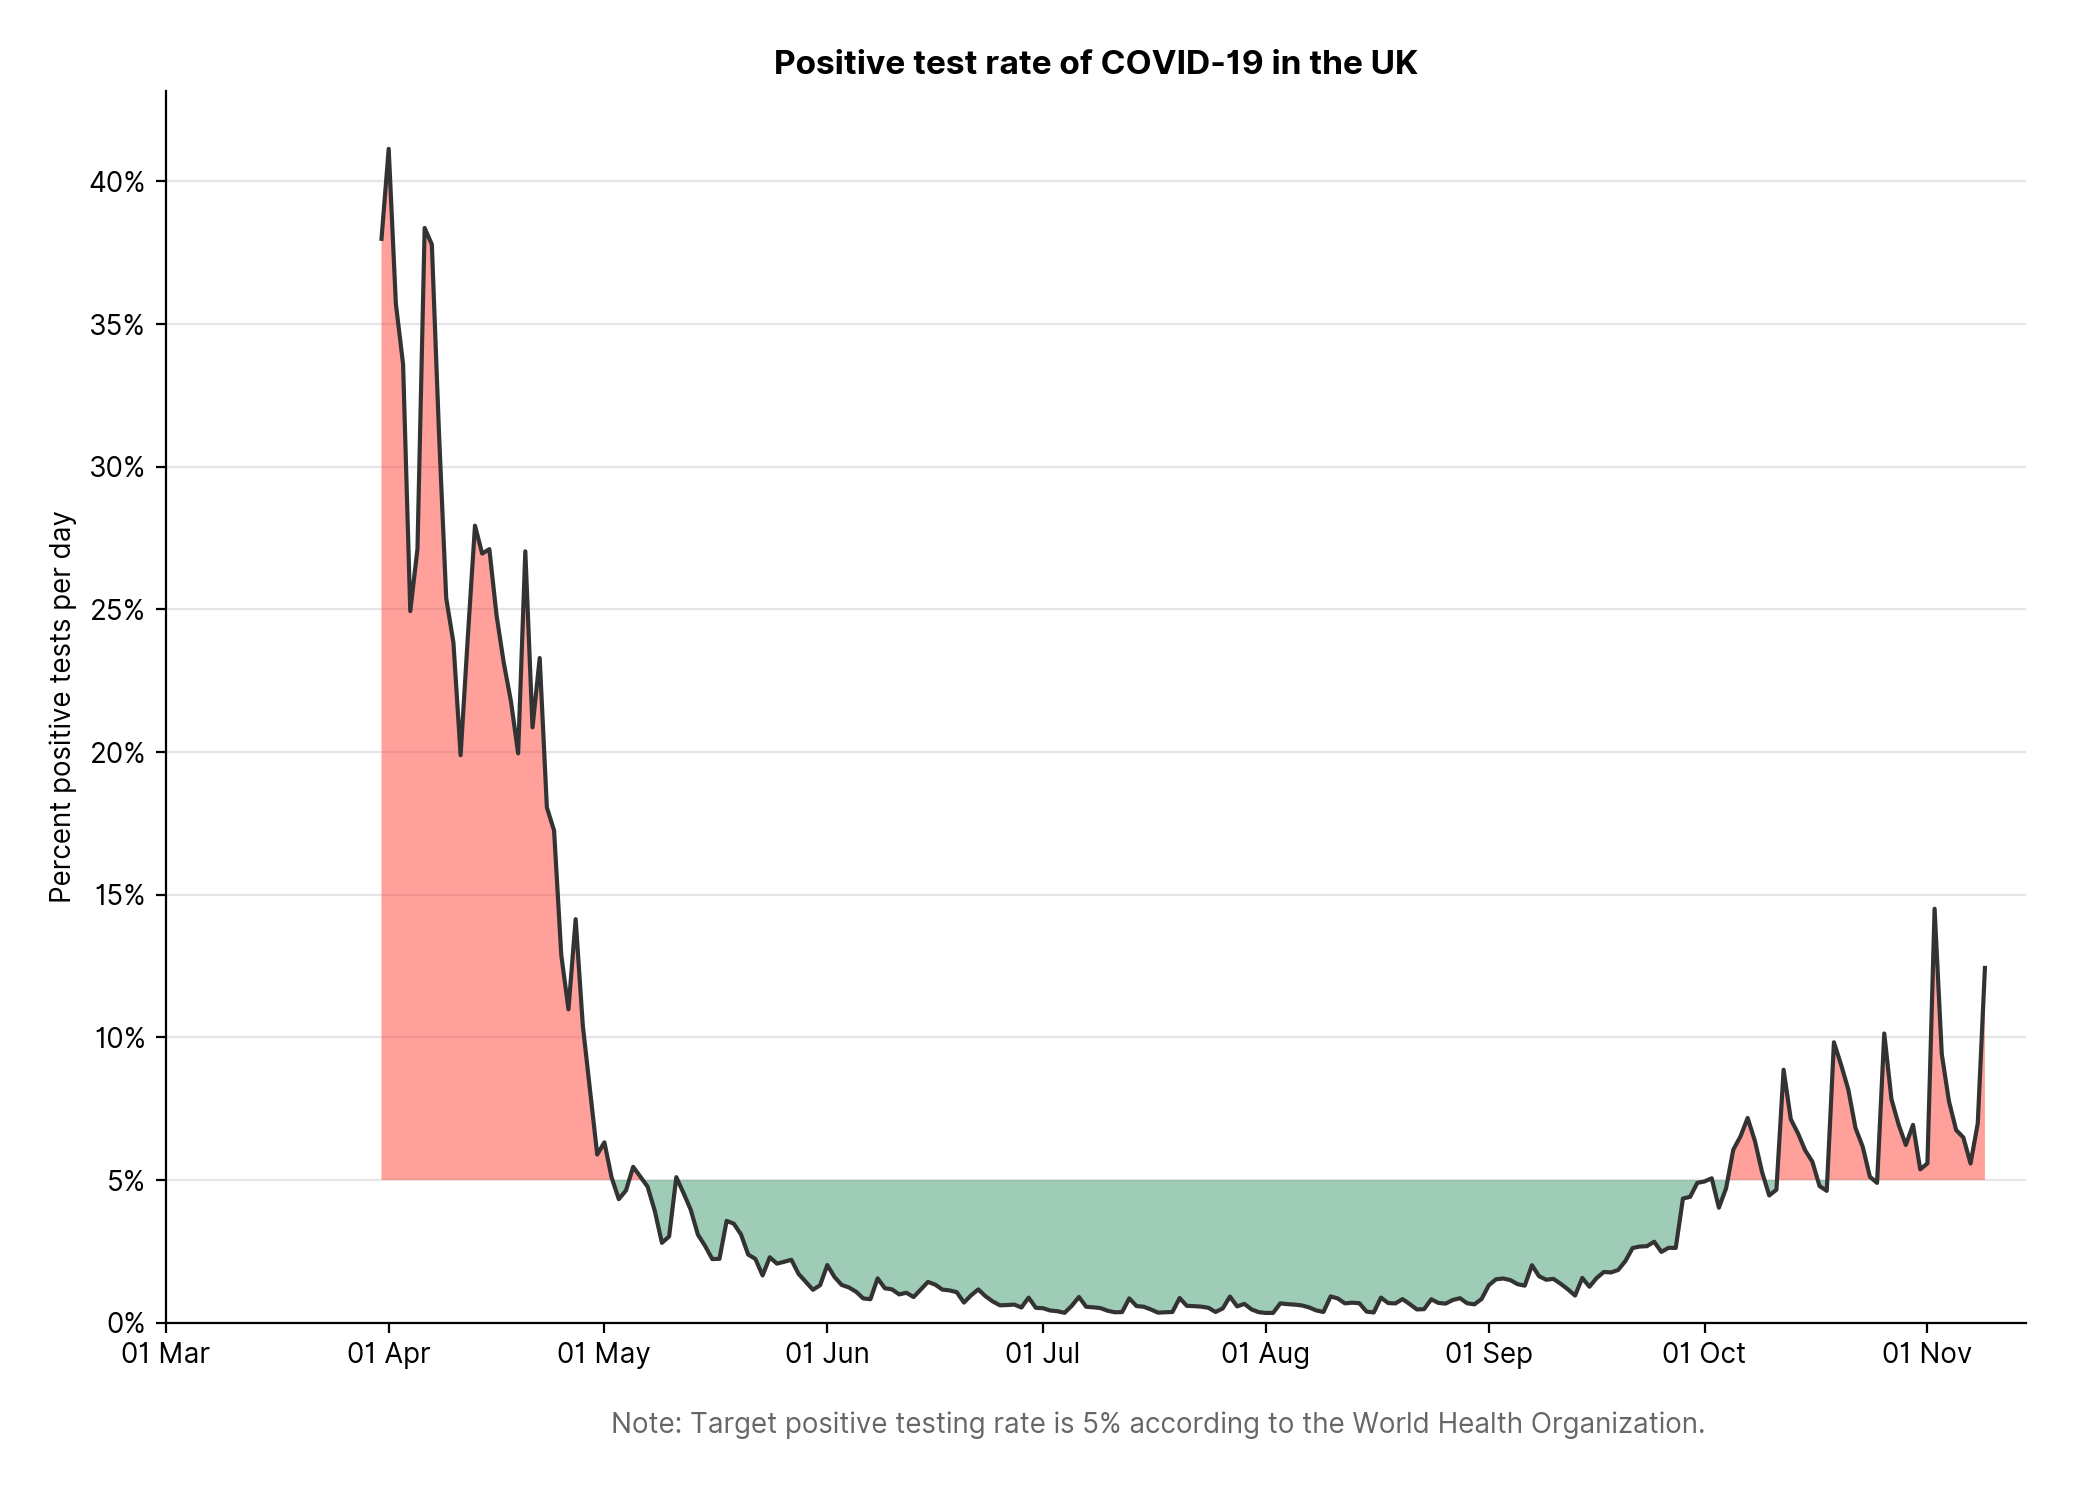 Positive test rate of COVID-19 in the UK
Percent positive tests per day
40%
35%
30%
25%
20%
15%
10%
5%
0%
01 Mar 01 Apr 01 May 01 Jun 01 Jul 01 Aug 01 Sep 01 Oct 01 Nov
Note: Target positive testing rate is 5% according to the World Health Organization.